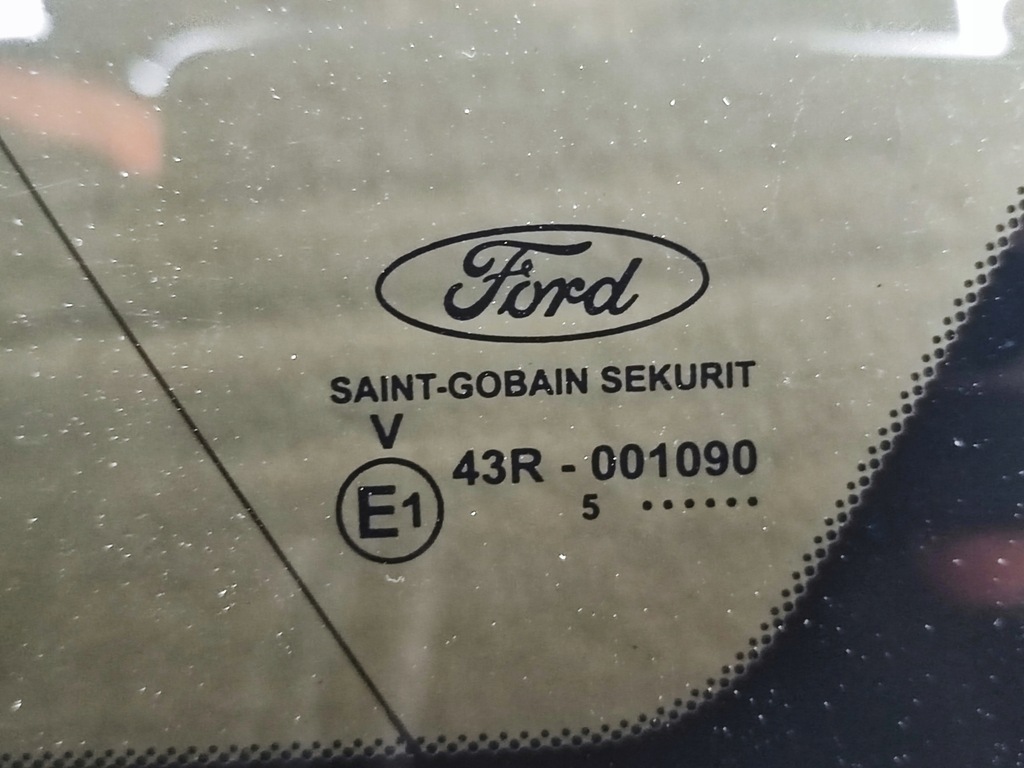 Ford
SAINT-GOBAIN SEKURIT
V
E1 43R - 001090
5 ••••••